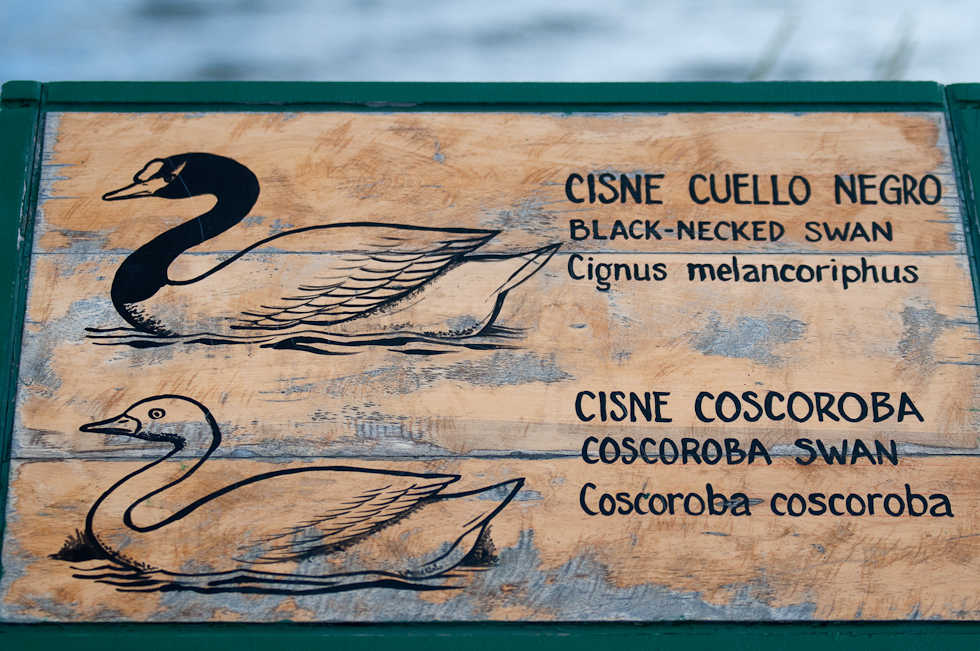 CISNE CUELLO NEGRO
BLACK-NECKED SWAN
Cignus melancoriphus
CISNE COSCOROBA
COSCOROBA SWAN
Coscoroba coscoroba